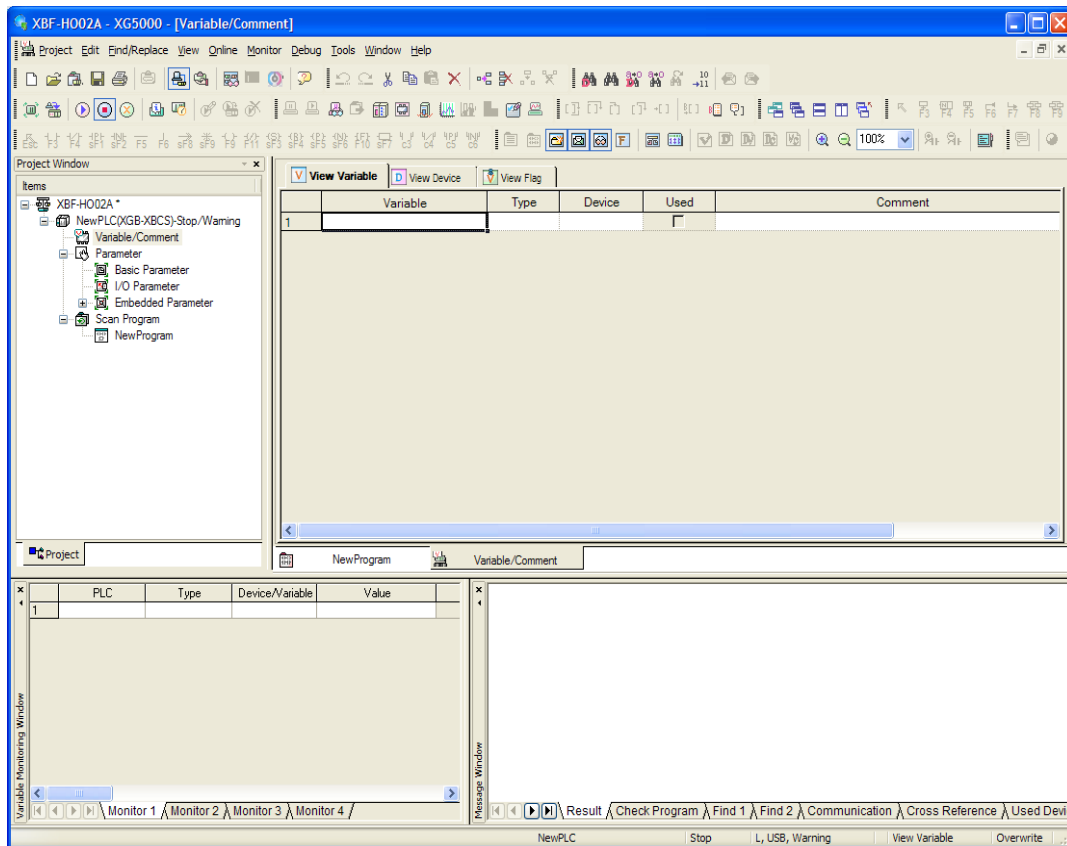 XBF-HO02A - XG5000 - [Variable/Comment]
Project Edit Find/Replace View Online Monitor Debug Tools Window Help
100%
Project Window
Items
XBF-HO02A *
NewPLC(XGB-XBCS)-Stop/Warning
Variable/Comment
Parameter
Basic Parameter
I/O Parameter
Embedded Parameter
Scan Program
NewProgram
Project
V View Variable D View Device V View Flag
Variable Type Device Used Comment
1
NewProgram Variable/Comment
PLC Type Device/Variable Value
1
Variable Monitoring Window
Monitor 1 Monitor 2 Monitor 3 Monitor 4
Message Window
Result Check Program Find 1 Find 2 Communication Cross Reference Used Devi
NewPLC Stop L, USB, Warning View Variable Overwrite